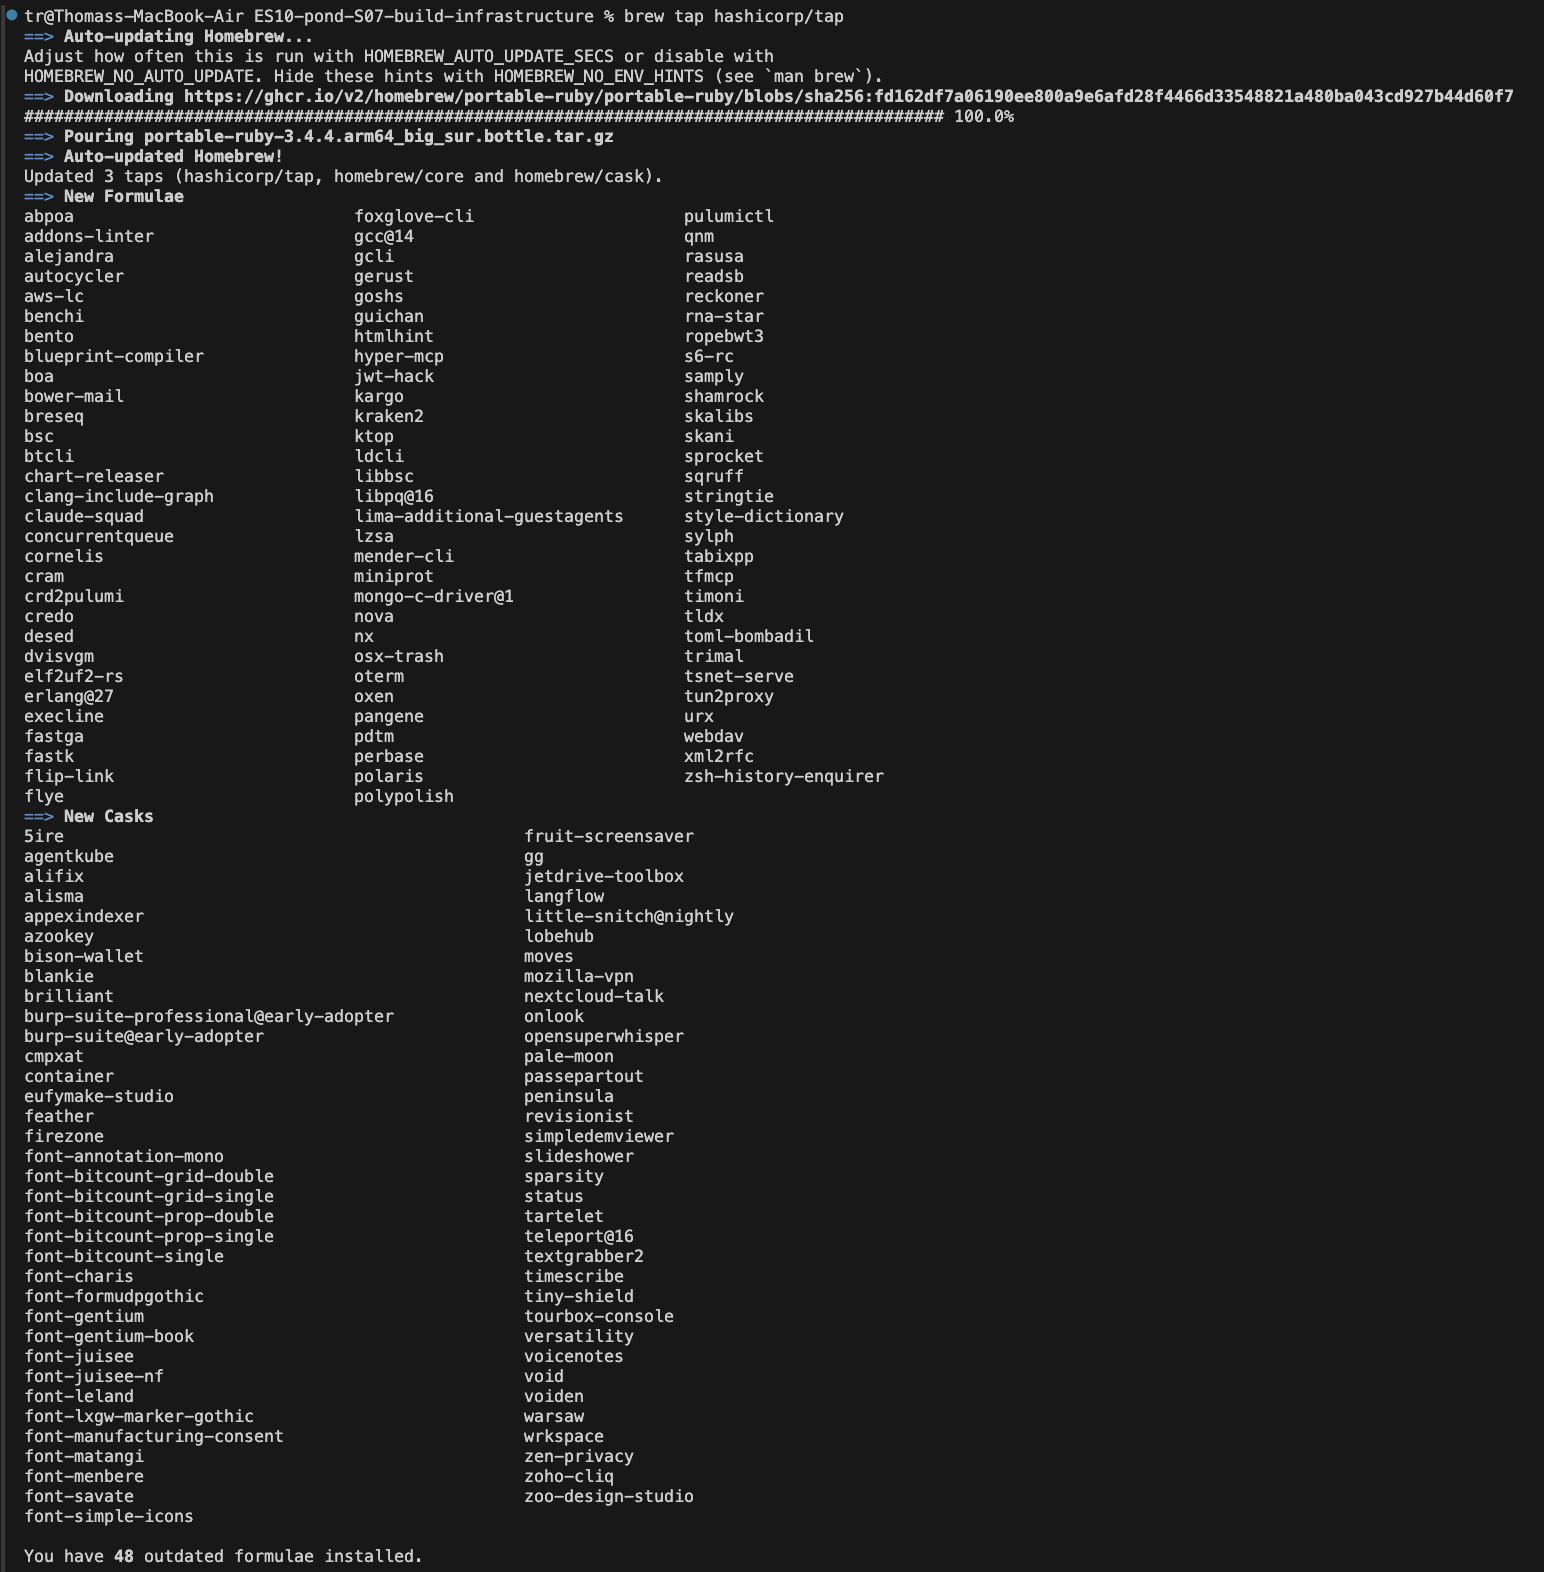 tr@Thomass-MacBook-Air ES10-pond-S07-build-infrastructure % brew tap hashicorp/tap
==> Auto-updating Homebrew...
Adjust how often this is run with HOMEBREW_AUTO_UPDATE_SECS or disable with
HOMEBREW_NO_AUTO_UPDATE. Hide these hints with HOMEBREW_NO_ENV_HINTS (see `man brew`).
==> Downloading https://ghcr.io/v2/homebrew/portable-ruby/portable-ruby/blobs/sha256:fd162df7a06190ee800a9e6afd28f4466d33548821a480ba043cd927b44d60f7
############################################################################################ 100.0%
==> Pouring portable-ruby-3.4.4.arm64_big_sur.bottle.tar.gz
==> Auto-updated Homebrew!
Updated 3 taps (hashicorp/tap, homebrew/core and homebrew/cask).
==> New Formulae
abpoa foxglove-cli pulumictl
addons-linter gcc@14 qnm
alejandra gcli rasusa
autocycler gerust readsb
aws-lc goshs reckoner
benchi guichan rna-star
bento htmlhint ropebwt3
blueprint-compiler hyper-mcp s6-rc
boa jwt-hack samply
bower-mail kargo shamrock
breseq kraken2 skalibs
bsc ktop skani
btcli ldcli sprocket
chart-releaser libbsc sqruff
clang-include-graph libpq@16 stringtie
claude-squad lima-additional-guestagents style-dictionary
concurrentqueue lzsa sylph
cornelis mender-cli tabixpp
cram miniprot tfmcp
crd2pulumi mongo-c-driver@1 timoni
credo nova tldx
desed nx toml-bombadil
dvisvgm osx-trash trimal
elf2uf2-rs oterm tsnet-serve
erlang@27 oxen tun2proxy
execline pangene urx
fastga pdtm webdav
fastk perbase xml2rfc
flip-link polaris zsh-history-enquirer
flye polypolish
==> New Casks
5ire fruit-screensaver
agentkube gg
alifix jetdrive-toolbox
alisma langflow
appexindexer little-snitch@nightly
azookey lobehub
bison-wallet moves
blankie mozilla-vpn
brilliant nextcloud-talk
burp-suite-professional@early-adopter onlook
burp-suite@early-adopter opensuperwhisper
cmpxat pale-moon
container passepartout
eufymake-studio peninsula
feather revisionist
firezone simpledemviewer
font-annotation-mono slideshower
font-bitcount-grid-double sparsity
font-bitcount-grid-single status
font-bitcount-prop-double tartelet
font-bitcount-prop-single teleport@16
font-bitcount-single textgrabber2
font-charis timescribe
font-formudpgothic tiny-shield
font-gentium tourbox-console
font-gentium-book versatility
font-juisee voicenotes
font-juisee-nf void
font-leland voiden
font-lxgw-marker-gothic warsaw
font-manufacturing-consent wrkspace
font-matangi zen-privacy
font-menbere zoho-cliq
font-savate zoo-design-studio
font-simple-icons
You have 48 outdated formulae installed.